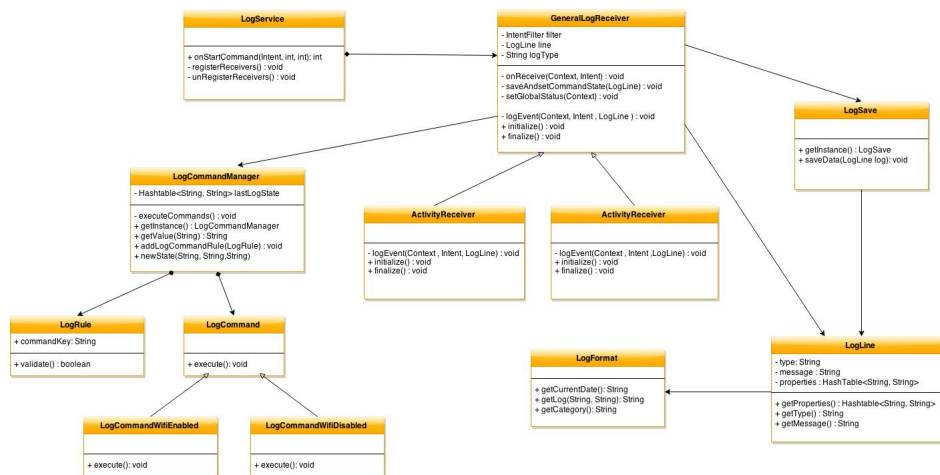 LogService
+ onStartCommand(Intent, int, int): int
- registerReceivers() : void
- unRegisterReceivers() : void
GeneralLogReceiver
- IntentFilter filter
- LogLine line
- String logType
- onReceive(Context, Intent) : void
- saveAndsetCommandState(LogLine) : void
- setGlobalStatus(Context) : void
- logEvent(Context, Intent , LogLine ) : void
+ initialize() : void
+ finalize() : void
LogSave
+ getInstance() : LogSave
+ saveData(LogLine log): void
LogCommandManager
- Hashtable<String, String> lastLogState
- executeCommands() : void
+ getInstance() : LogCommandManager
+ getValue(String) : String
+ addLogCommandRule(LogRule) : void
+ newState(String, String,String)
ActivityReceiver
- logEvent(Context , Intent, LogLine) : void
+ initialize() : void
+ finalize() : void
ActivityReceiver
- logEvent(Context , Intent ,LogLine) : void
+ initialize() : void
+ finalize() : void
LogRule
+ commandKey: String
+ validate() : boolean
LogCommand
+ execute(): void
LogFormat
+ getCurrentDate(): String
+ getLog(String, String): String
+ getCategory(): String
LogLine
- type: String
- message : String
- properties : HashTable<String, String>
+ getProperties() : Hashtable<String, String>
+ getType() : String
+ getMessage() : String
LogCommandWifiEnabled
+ execute(): void
LogCommandWifiDisabled
+ execute(): void